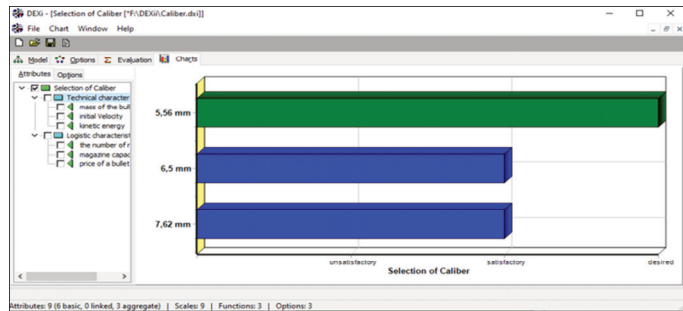 DEXi - [Selection of Caliber [*F:\DEXii\Caliber.dxi]]
File Chart Window Help
Model Options Evaluation Charts
Attributes Options
Selection of Caliber
Technical character
mass of the bul
initial Velocity
kinetic energy
Logistic characterist
the number of r
magazine capac
price of a bullet
5,56 mm
6,5 mm
7,62 mm
unsatisfactory satisfactory desired
Selection of Caliber
Attributes: 9 (6 basic, 0 linked, 3 aggregate) | Scales: 9 | Functions: 3 | Options: 3